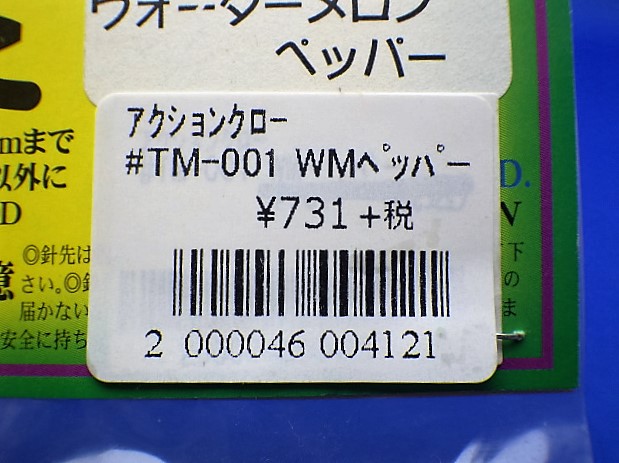 ウォーターメロン
ペッパー
アクションクロー
#TM-001 WMペッパー
¥731+税
2 000046 004121
mまで
以外に
D
D.
N
◎針先は
さい。◎針
届かない
安全に持ち
下
の
ま